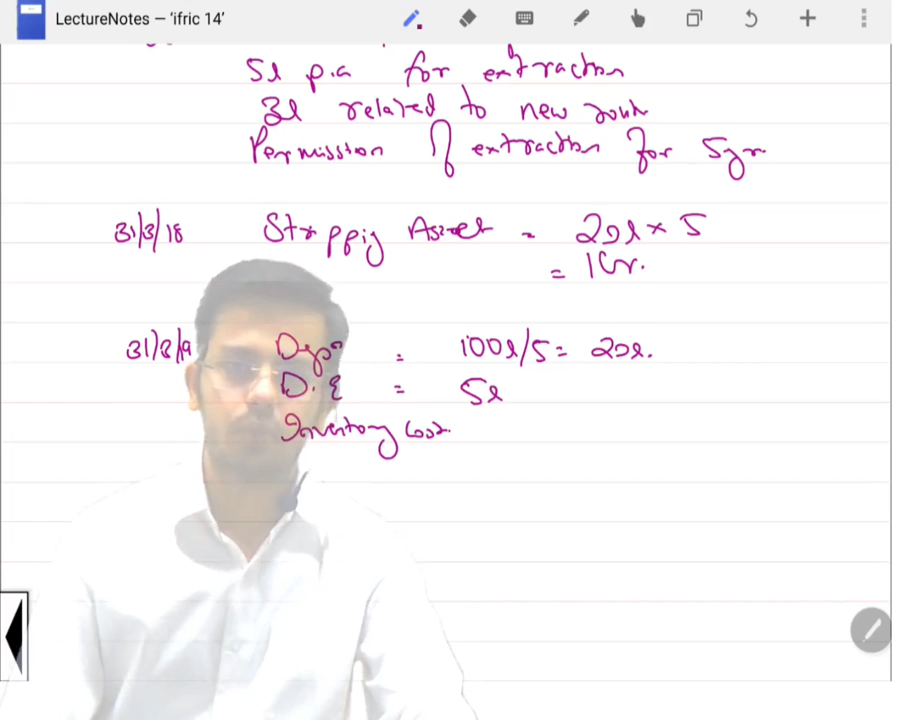 LectureNotes – 'ifric 14'
5l p.a for extraction
3l related to new
Permission of extraction for 5yr
31/3/18 Stripping Asset = 20l × 5
= 1Cr.
31/3/19 Depn = 100l/5 = 20l.
D.E = 5l
Inventory Cost.